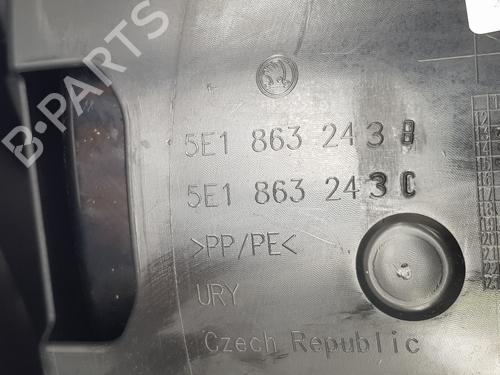 B-PARTS
5E1 863 243 B
5E1 863 243 C
>PP/PE<
URY
Czech Republic